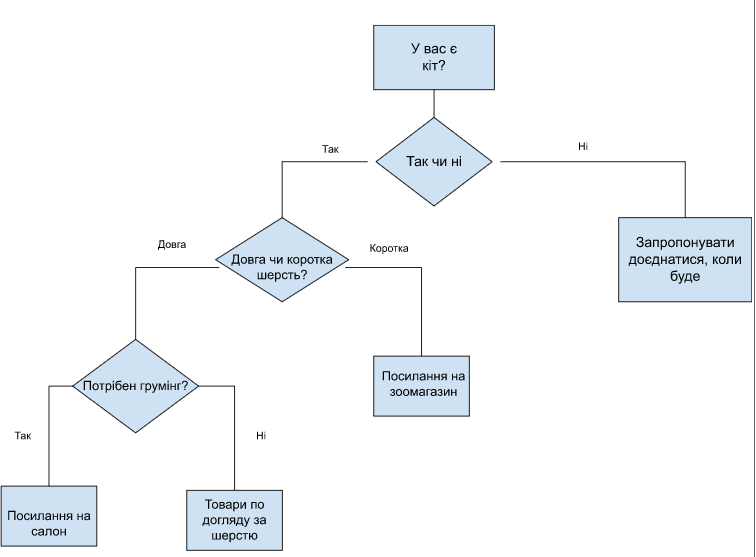 У вас є
кіт?
Так чи ні
Так
Ні
Довга чи коротка
шерсть?
Довга
Коротка
Запропонувати
доєднатися, коли
буде
Потрібен грумінг?
Посилання на
зоомагазин
Так
Ні
Посилання на
салон
Товари по
догляду за
шерстю